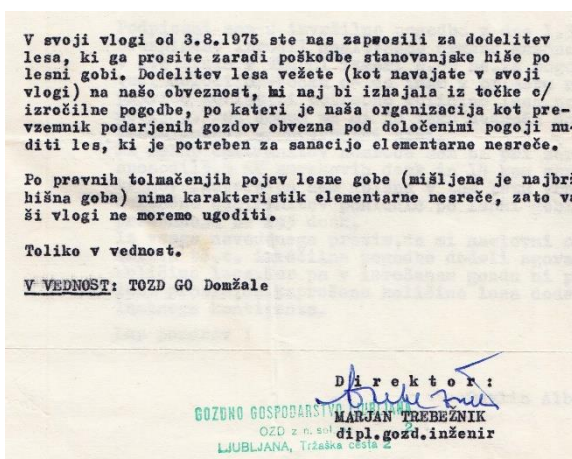 V svoji vlogi od 3.8.1975 ste nas zaprosili za dodelitev
lesa, ki ga prosite zaradi poškodbe stanovanjske hiše po
lesni gobi. Dodelitev lesa vežete (kot navajate v svoji
vlogi) na našo obveznost, ki naj bi izhajala iz točke c/
izročilne pogodbe, po kateri je naša organizacija kot pre-
vzemnik podarjenih gozdov obvezna pod določenimi pogoji nu-
diti les, ki je potreben za sanacijo elementarne nesreče.
Po pravnih tolmačenjih pojav lesne gobe (mišljena je najbrž
hišna goba) nima karakteristik elementarne nesreče, zato va-
ši vlogi ne moremo ugoditi.
Toliko v vednost.
V VEDNOST: TOZD GO Domžale
Direktor:
GOZDNO GOSPODARSTVO LJUBLJANA
MARJAN TREBEŽNIK
OZD z n. sol.
dipl.gozd.inženir
LJUBLJANA, Tržaška cesta 2